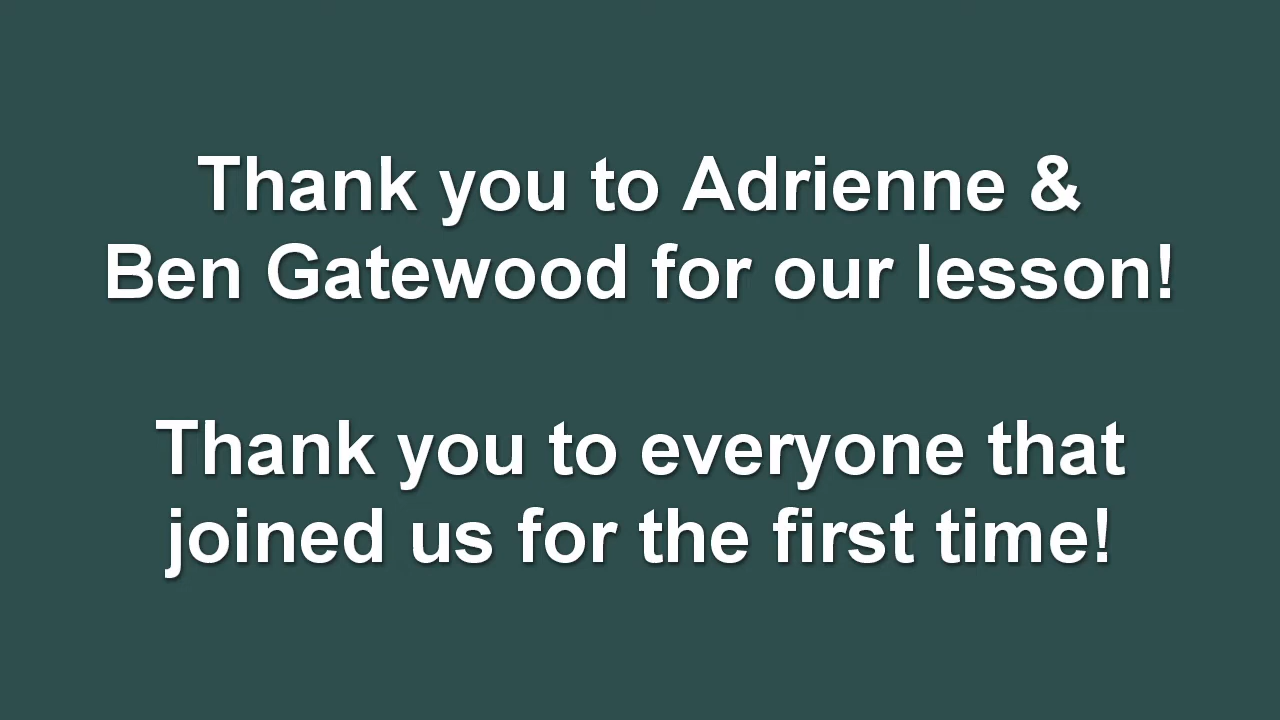 Thank you to Adrienne &
Ben Gatewood for our lesson!
Thank you to everyone that
joined us for the first time!